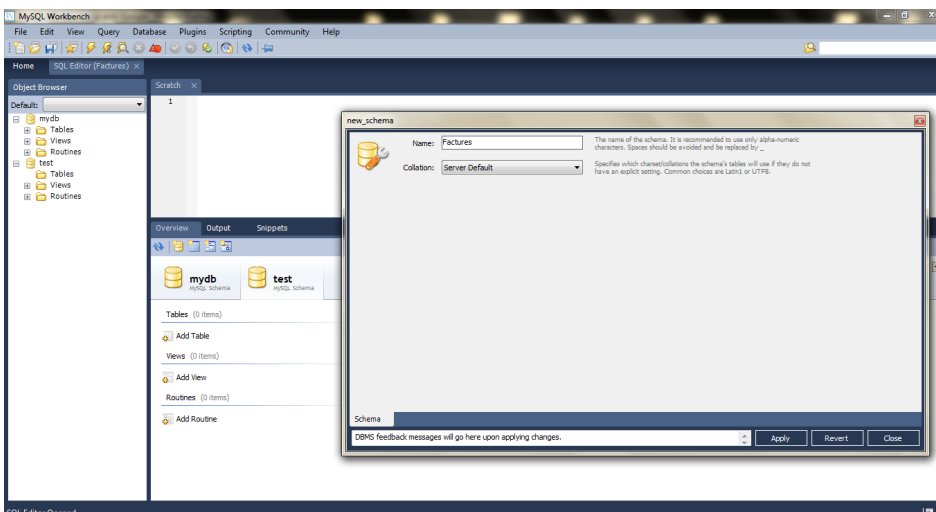 MySQL Workbench
File Edit View Query Database Plugins Scripting Community Help
Home SQL Editor (Factures)
Object Browser
Default:
mydb
Tables
Views
Routines
test
Tables
Views
Routines
Scratch
1
Overview Output Snippets
mydb
MySQL Schema
test
MySQL Schema
Tables (0 items)
Add Table
Views (0 items)
Add View
Routines (0 items)
Add Routine
new_schema
Name: Factures
The name of the schema. It is recommended to use only alpha-numeric
characters. Spaces should be avoided and be replaced by _
Collation: Server Default
Specifies which charset/collations the schema's tables will use if they do not
have an explicit setting. Common choices are Latin1 or UTF8.
Schema
DBMS feedback messages will go here upon applying changes.
Apply Revert Close
SQL Editor Opened.